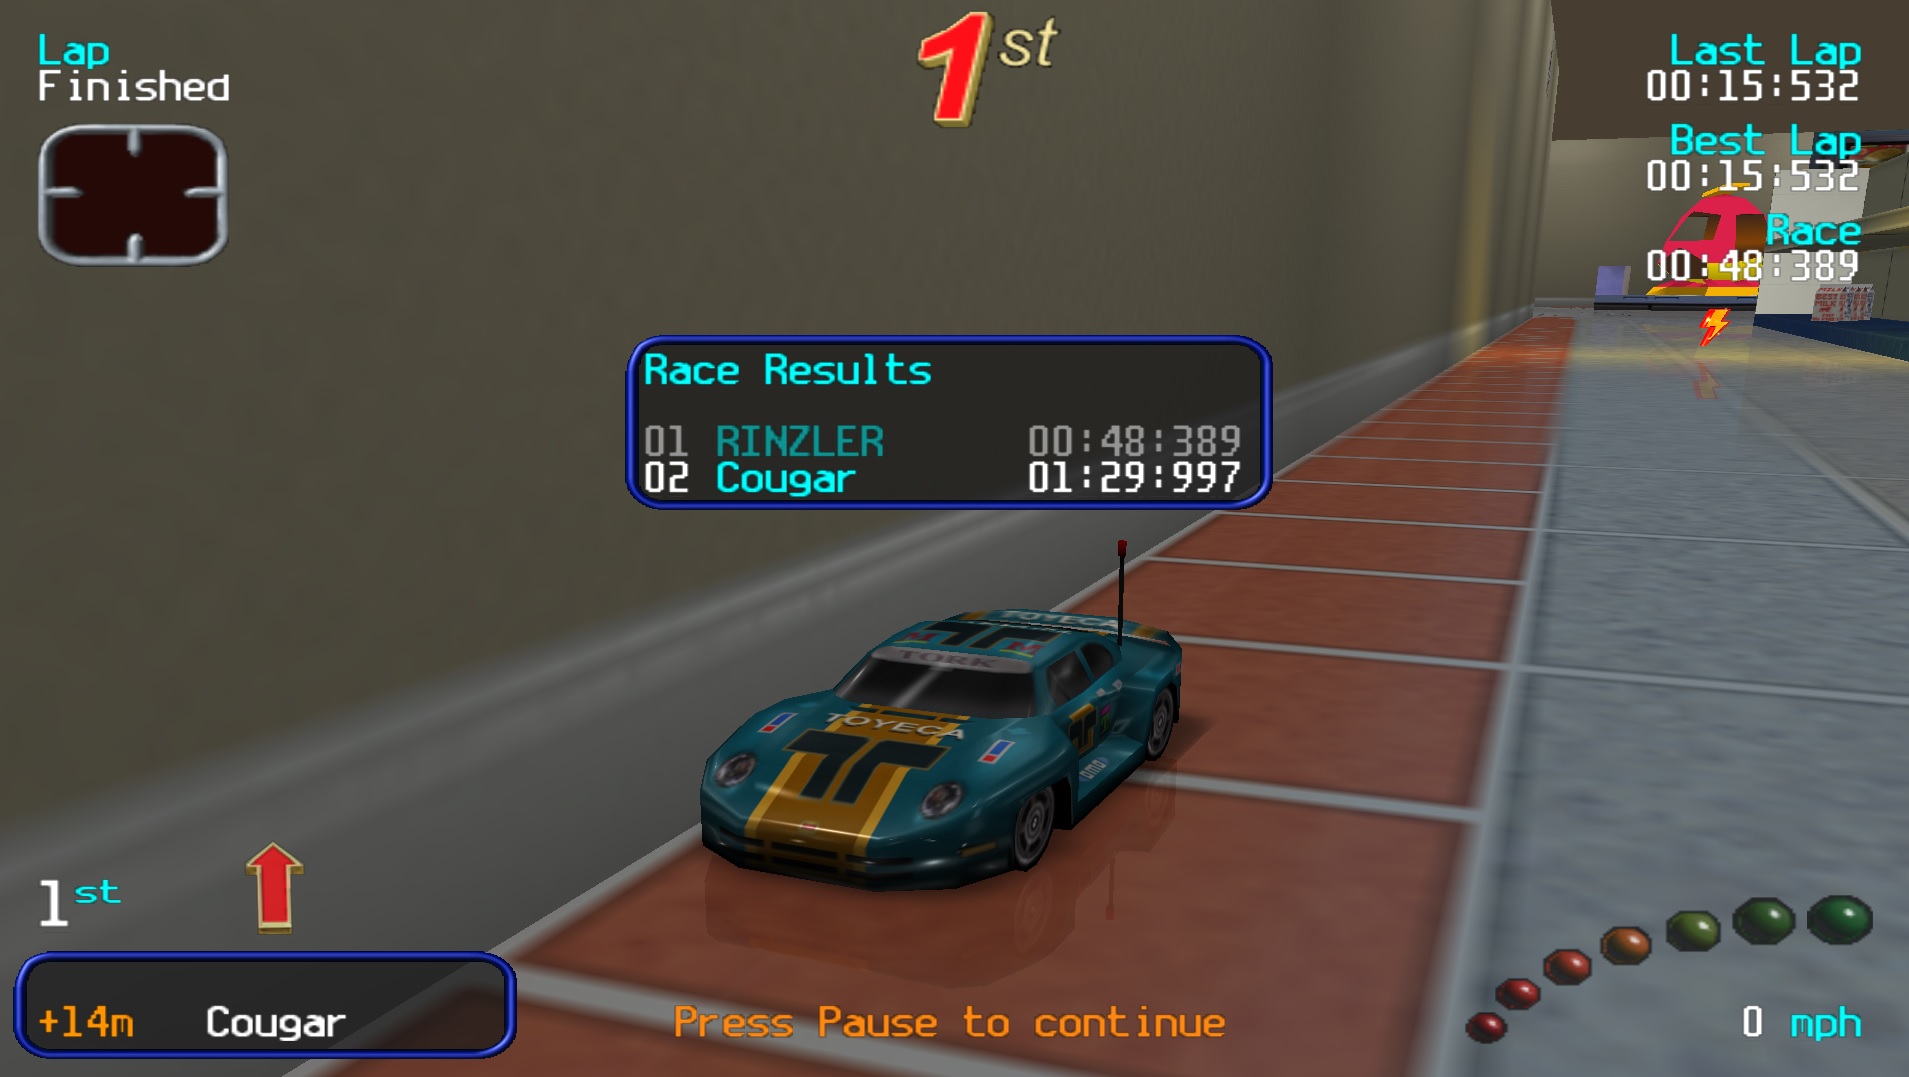 1st
Lap
Finished
Last Lap
00:15:532
Best Lap
00:15:532
Race
00:48:389
Race Results
01 RINZLER 00:48:389
02 Cougar 01:29:997
TOYECA
TORK
TOYECA
1st
+14m Cougar
Press Pause to continue
0 mph